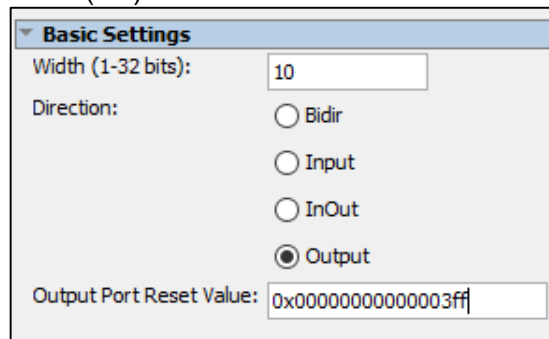 Basic Settings
Width (1-32 bits): 10
Direction:
Bidir
Input
InOut
Output
Output Port Reset Value: 0x00000000000003ff